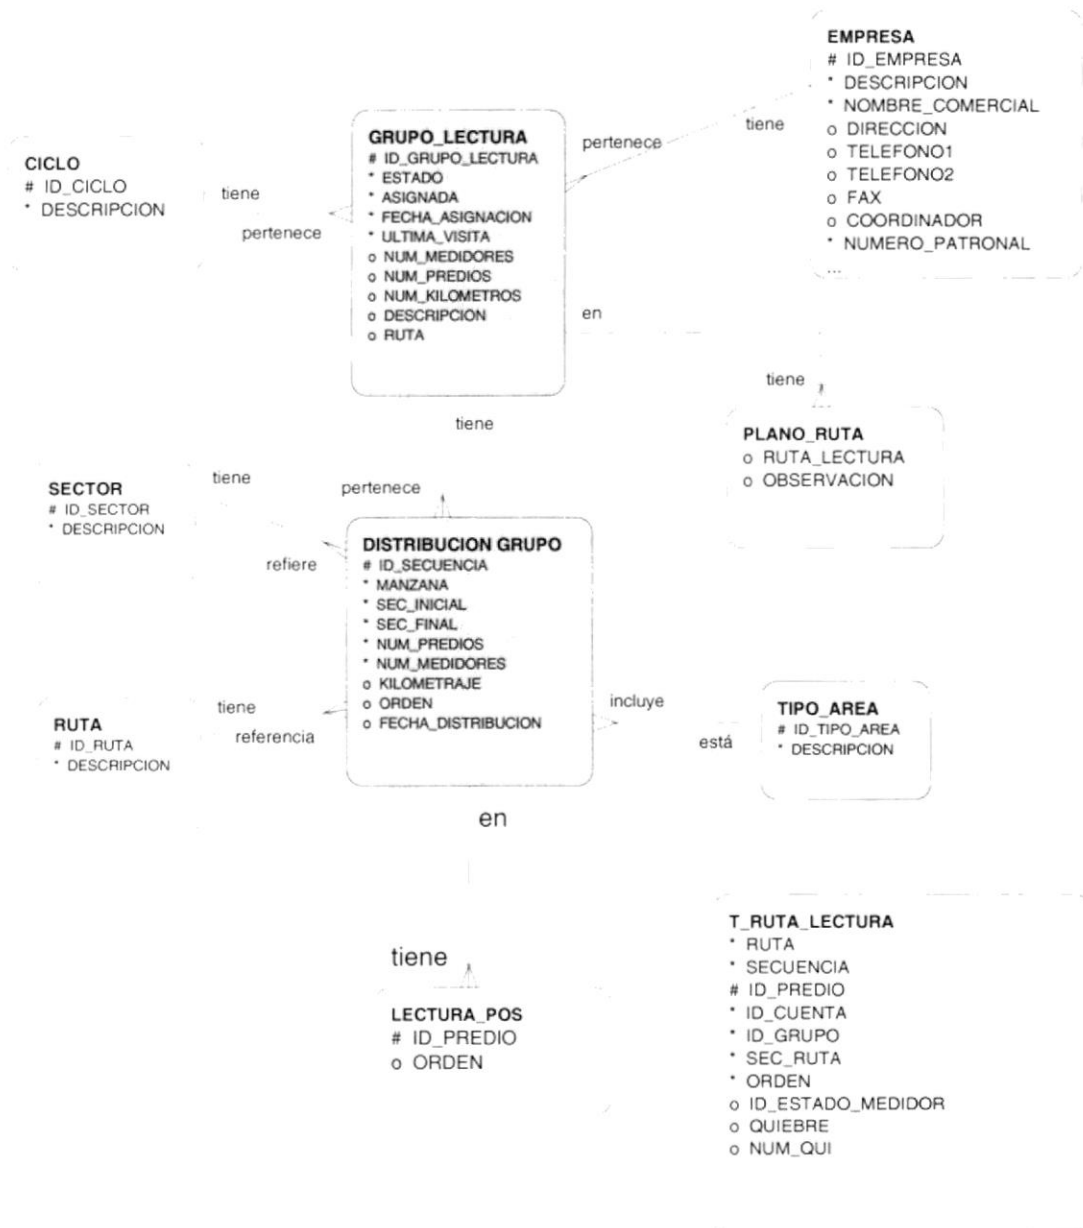 EMPRESA
# ID_EMPRESA
* DESCRIPCION
* NOMBRE_COMERCIAL
o DIRECCION
o TELEFONO1
o TELEFONO2
o FAX
o COORDINADOR
* NUMERO_PATRONAL
...
tiene
pertenece
GRUPO_LECTURA
# ID_GRUPO_LECTURA
* ESTADO
* ASIGNADA
* FECHA_ASIGNACION
* ULTIMA_VISITA
o NUM_MEDIDORES
o NUM_PREDIOS
o NUM_KILOMETROS
o DESCRIPCION
o RUTA
CICLO
# ID_CICLO
* DESCRIPCION
tiene
pertenece
en
tiene
PLANO_RUTA
o RUTA_LECTURA
o OBSERVACION
tiene
pertenece
SECTOR
# ID_SECTOR
* DESCRIPCION
tiene
refiere
DISTRIBUCION GRUPO
# ID_SECUENCIA
* MANZANA
* SEC_INICIAL
* SEC_FINAL
* NUM_PREDIOS
* NUM_MEDIDORES
o KILOMETRAJE
o ORDEN
o FECHA_DISTRIBUCION
RUTA
# ID_RUTA
* DESCRIPCION
tiene
referencia
incluye
está
TIPO_AREA
# ID_TIPO_AREA
* DESCRIPCION
en
tiene
LECTURA_POS
# ID_PREDIO
o ORDEN
T_RUTA_LECTURA
* RUTA
* SECUENCIA
# ID_PREDIO
* ID_CUENTA
* ID_GRUPO
* SEC_RUTA
* ORDEN
o ID_ESTADO_MEDIDOR
o QUIEBRE
o NUM_QUI